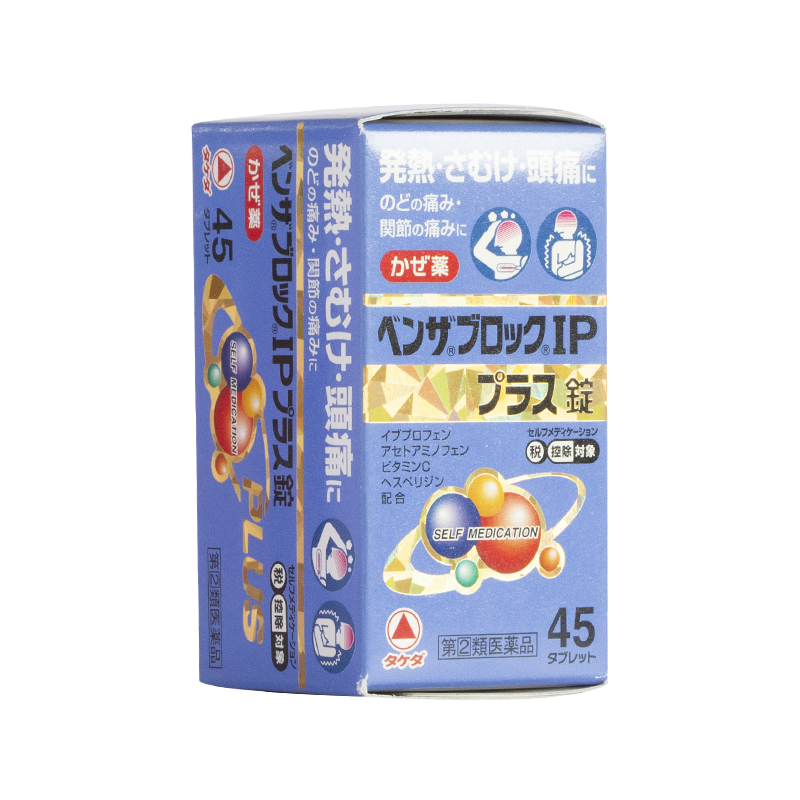 発熱・さむけ・頭痛に
のどの痛み・
関節の痛みに
かぜ薬
ベンザ®ブロック®IP
プラス錠
イブプロフェン
アセトアミノフェン
ビタミンC
ヘスペリジン
配合
セルフメディケーション
税 控除 対象
SELF MEDICATION
タケダ
第②類医薬品
45
タブレット
発熱・さむけ・頭痛に
のどの痛み・関節の痛みに
ベンザ®ブロック®IPプラス錠
かぜ薬
タケダ
45
タブレット
SELF MEDICATION
PLUS
セルフメディケーション
税 控除 対象
第②類医薬品